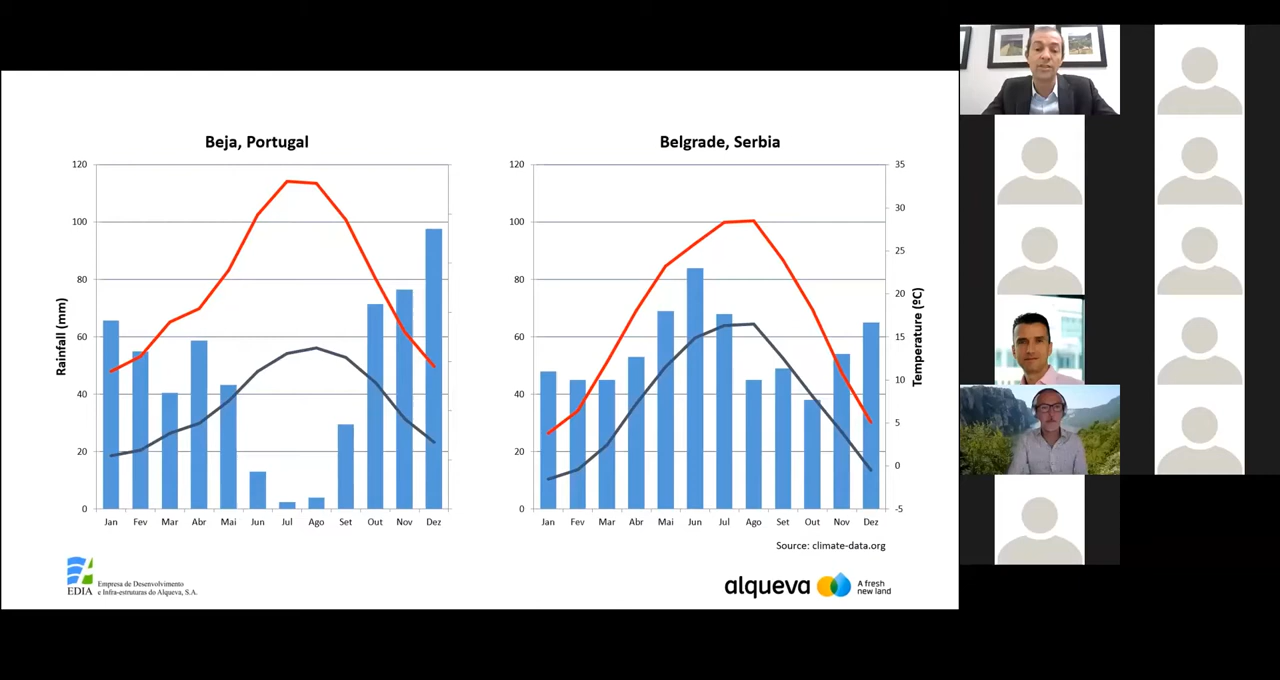 Beja, Portugal
120
100
80
60
40
20
0
Rainfall (mm)
Jan Fev Mar Abr Mai Jun Jul Ago Set Out Nov Dez
Belgrade, Serbia
120
100
80
60
40
20
0
35
30
25
20
15
10
5
0
-5
Temperature (ºC)
Jan Fev Mar Abr Mai Jun Jul Ago Set Out Nov Dez
Source: climate-data.org
EDIA
Empresa de Desenvolvimento
e Infra-estruturas do Alqueva, S.A.
alqueva
A fresh
new land